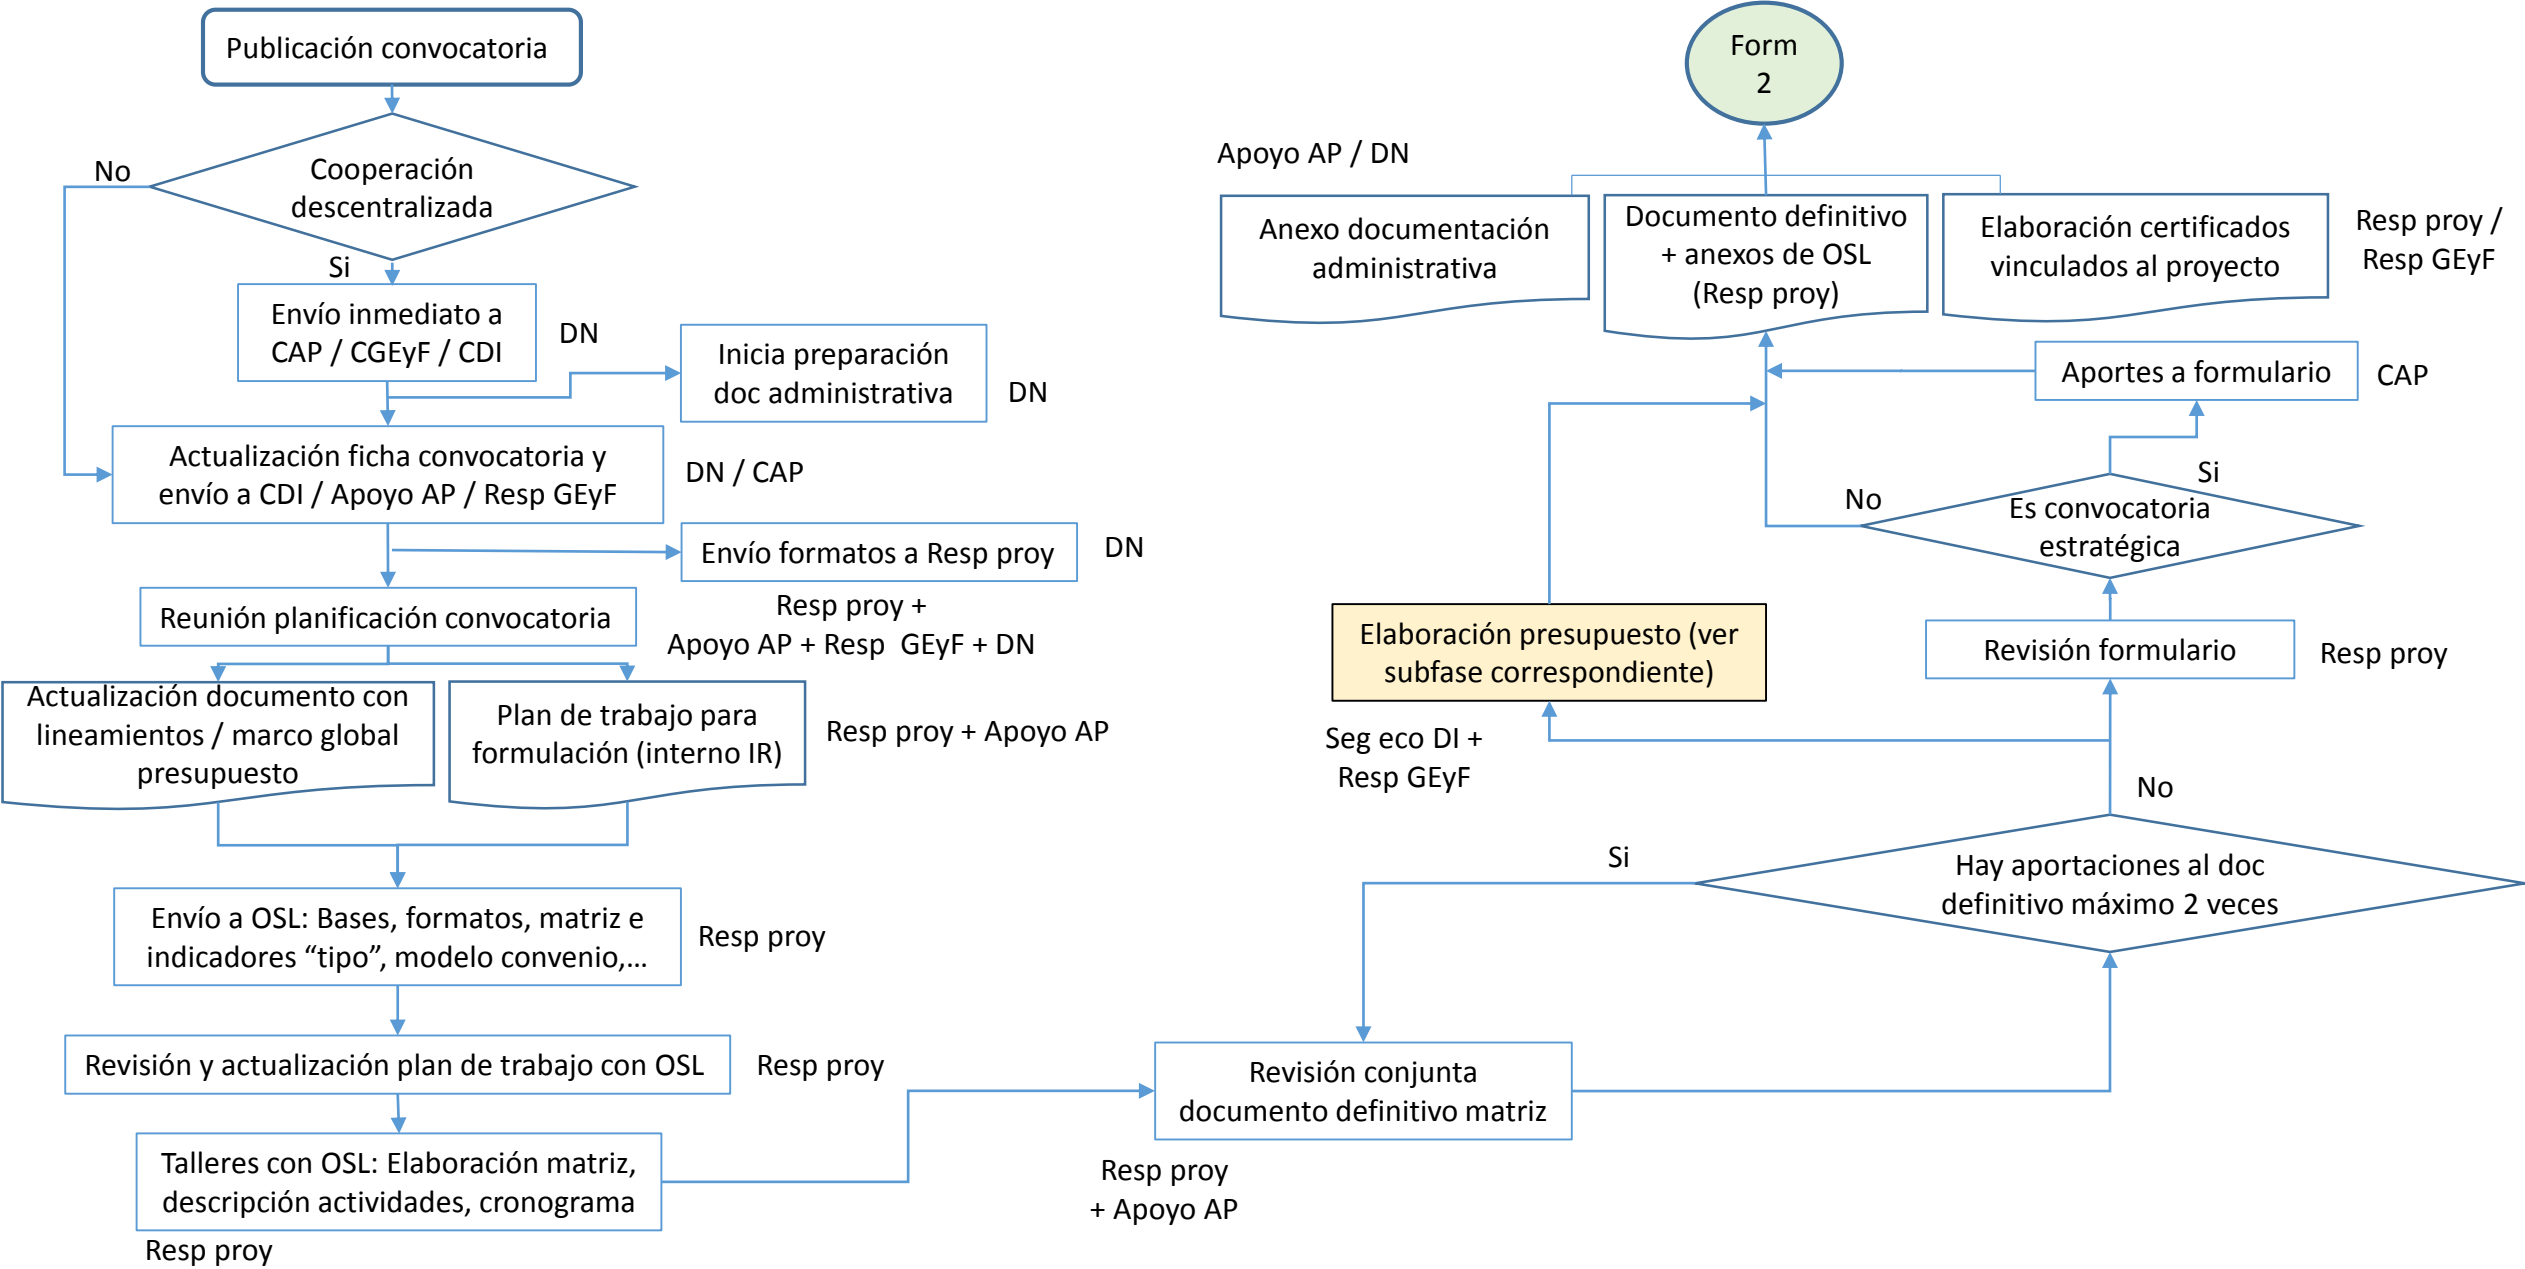 Publicación convocatoria
No
Cooperación
descentralizada
Si
Envío inmediato a
CAP / CGEyF / CDI
DN
Inicia preparación
doc administrativa
DN
Actualización ficha convocatoria y
envío a CDI / Apoyo AP / Resp GEyF
DN / CAP
Envío formatos a Resp proy
DN
Reunión planificación convocatoria
Resp proy +
Apoyo AP + Resp  GEyF + DN
Actualización documento con
lineamientos / marco global
presupuesto
Plan de trabajo para
formulación (interno IR)
Resp proy + Apoyo AP
Envío a OSL: Bases, formatos, matriz e
indicadores “tipo”, modelo convenio,...
Resp proy
Revisión y actualización plan de trabajo con OSL
Resp proy
Talleres con OSL: Elaboración matriz,
descripción actividades, cronograma
Resp proy
Form
2
Apoyo AP / DN
Anexo documentación
administrativa
Documento definitivo
+ anexos de OSL
(Resp proy)
Elaboración certificados
vinculados al proyecto
Resp proy /
Resp GEyF
Aportes a formulario
CAP
Si
No
Es convocatoria
estratégica
Elaboración presupuesto (ver
subfase correspondiente)
Revisión formulario
Resp proy
Seg eco DI +
Resp GEyF
No
Si
Hay aportaciones al doc
definitivo máximo 2 veces
Revisión conjunta
documento definitivo matriz
Resp proy
+ Apoyo AP